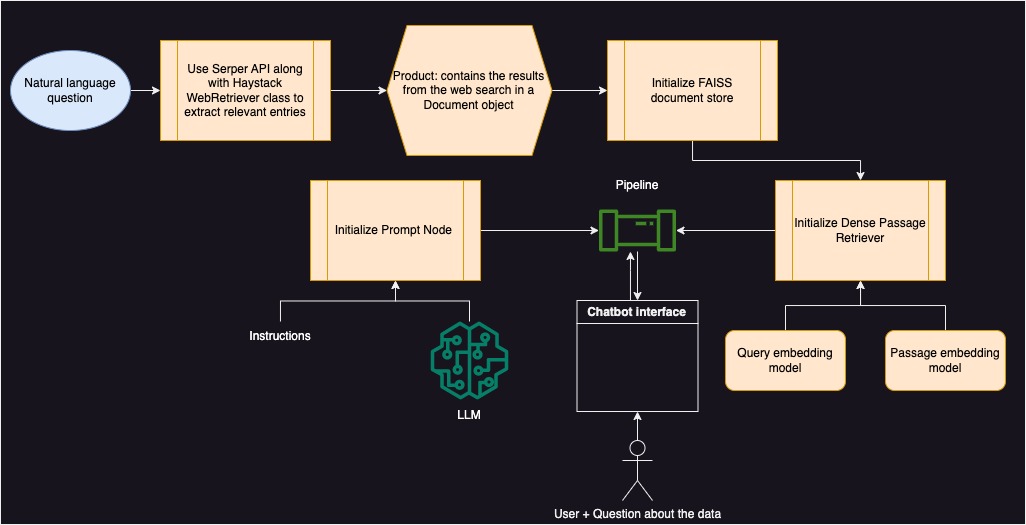 Natural language
question
Use Serper API along
with Haystack
WebRetriever class to
extract relevant entries
Product: contains the results
from the web search in a
Document object
Initialize FAISS
document store
Initialize Prompt Node
Pipeline
Initialize Dense Passage
Retriever
Instructions
LLM
Chatbot interface
Query embedding
model
Passage embedding
model
User + Question about the data